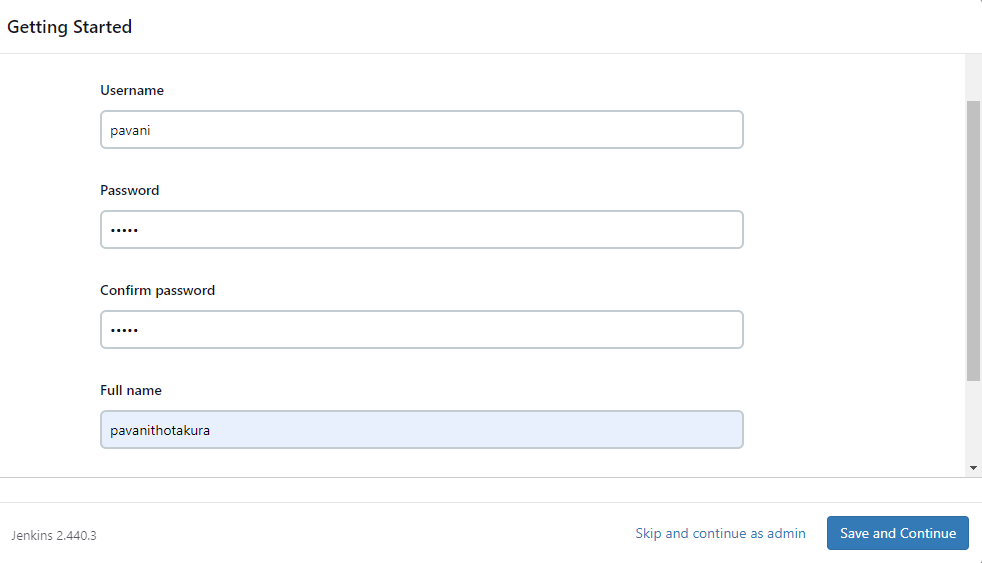 Getting Started
Username
pavani
Password
•••••
Confirm password
•••••
Full name
pavanithotakura
Jenkins 2.440.3
Skip and continue as admin
Save and Continue